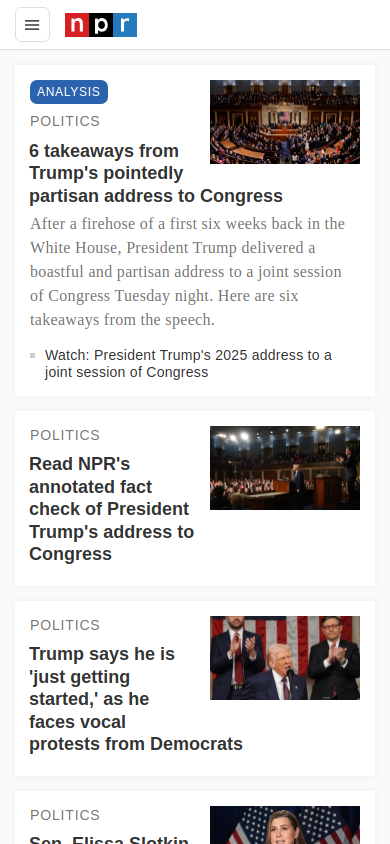 npr
ANALYSIS
POLITICS
6 takeaways from
Trump's pointedly
partisan address to Congress
After a firehose of a first six weeks back in the
White House, President Trump delivered a
boastful and partisan address to a joint session
of Congress Tuesday night. Here are six
takeaways from the speech.
Watch: President Trump's 2025 address to a
joint session of Congress
POLITICS
Read NPR's
annotated fact
check of President
Trump's address to
Congress
POLITICS
Trump says he is
'just getting
started,' as he
faces vocal
protests from Democrats
POLITICS
Sen. Elissa Slotkin